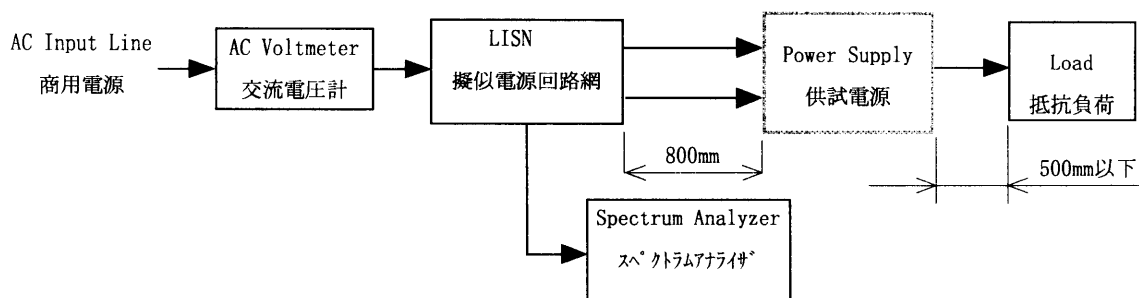 AC Input Line
商用電源
AC Voltmeter
交流電圧計
LISN
擬似電源回路網
Power Supply
供試電源
Load
抵抗負荷
800mm
500mm以下
Spectrum Analyzer
ｽﾍﾟｸﾄﾗﾑｱﾅﾗｲｻﾞ